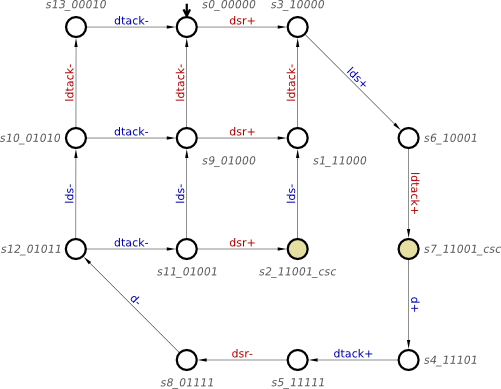 s13_00010 s0_00000 s3_10000
dtack- dsr+
lds+
ldtack- ldtack- ldtack-
s10_01010 dtack- dsr+ s6_10001
s9_01000 s1_11000
ldtack+
lds- lds- lds-
s12_01011 dtack- dsr+ s7_11001_csc
s11_01001 s2_11001_csc
d- d+
dsr- dtack+ s4_11101
s8_01111 s5_11111